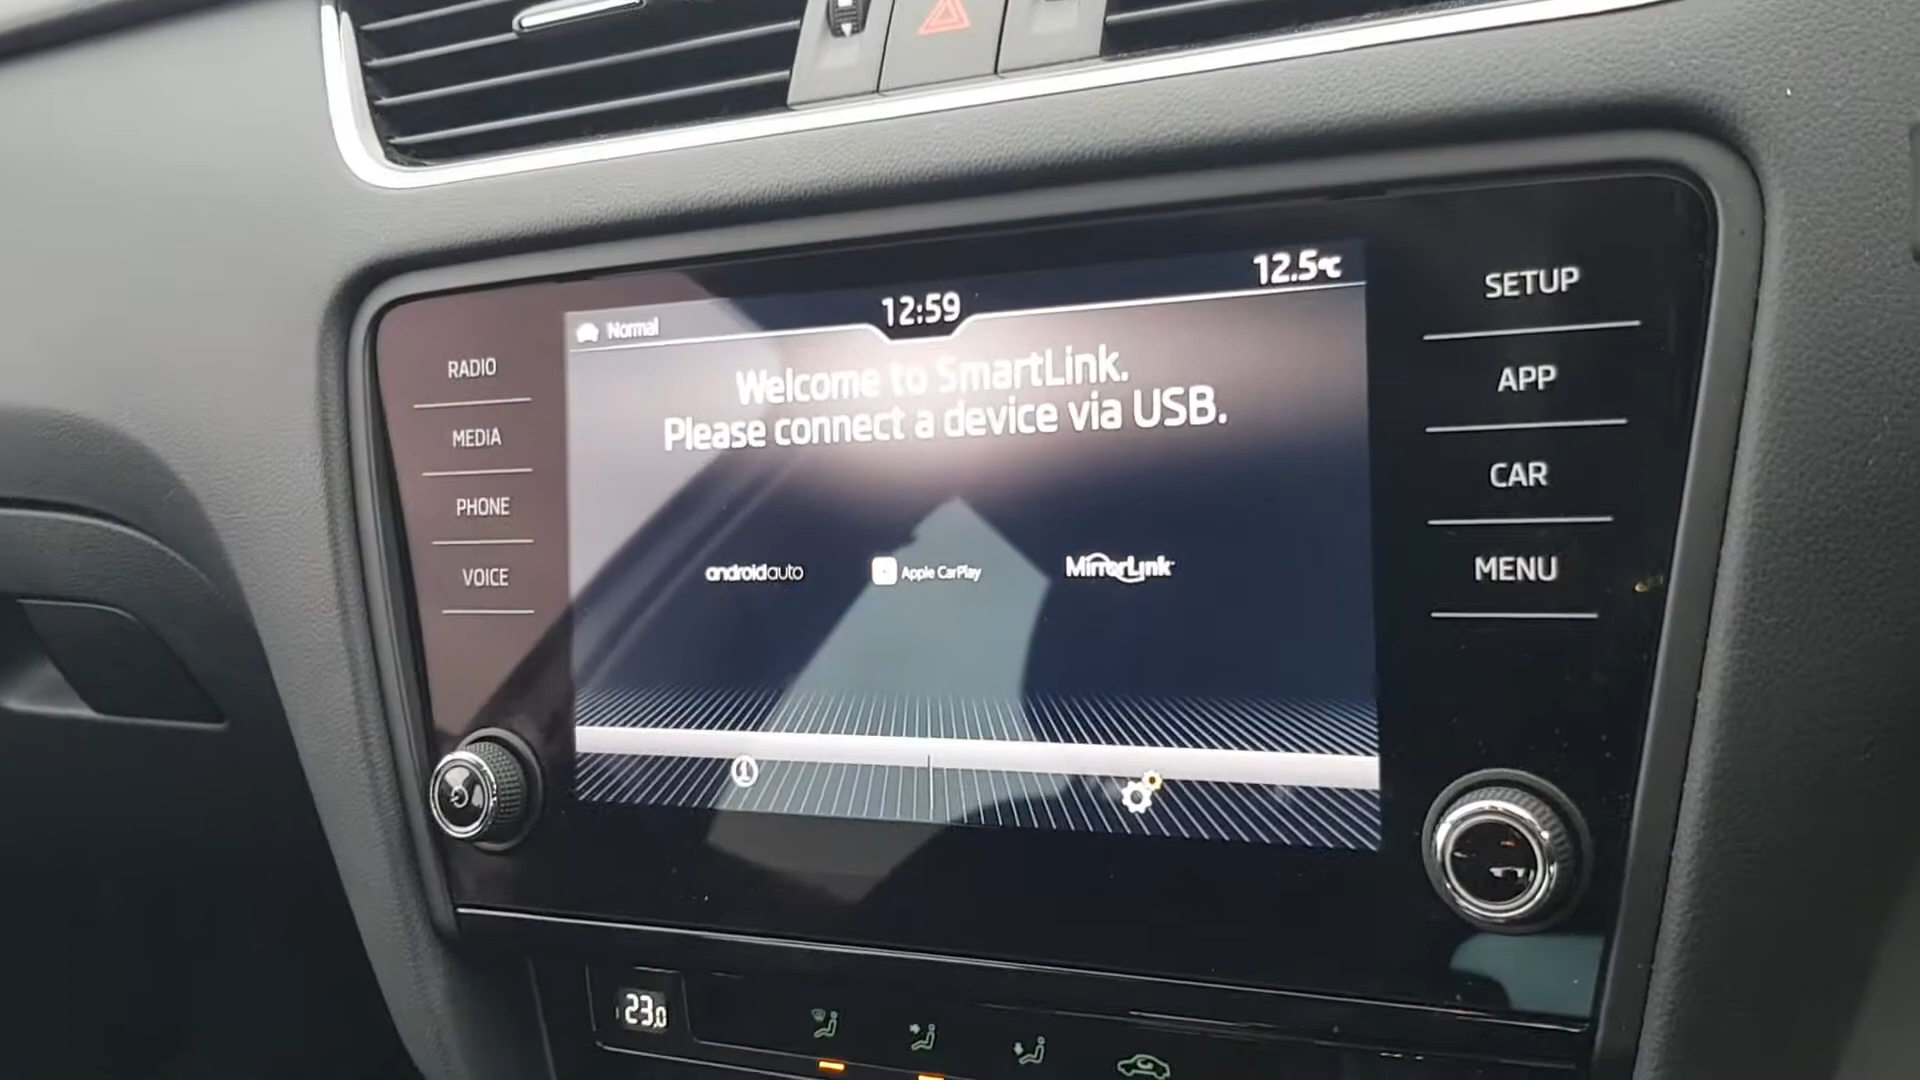 12.5°C
12:59
Normal
Welcome to SmartLink.
Please connect a device via USB.
androidauto
Apple CarPlay
MirrorLink
RADIO
MEDIA
PHONE
VOICE
SETUP
APP
CAR
MENU
23.0